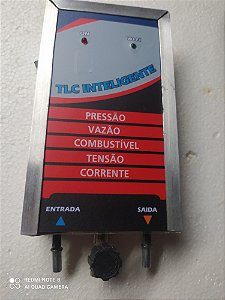 TLC INTELIGENTE
PRESSÃO
VAZÃO
COMBUSTÍVEL
TENSÃO
CORRENTE
ENTRADA
SAÍDA
REDMI NOTE 8
AI QUAD CAMERA